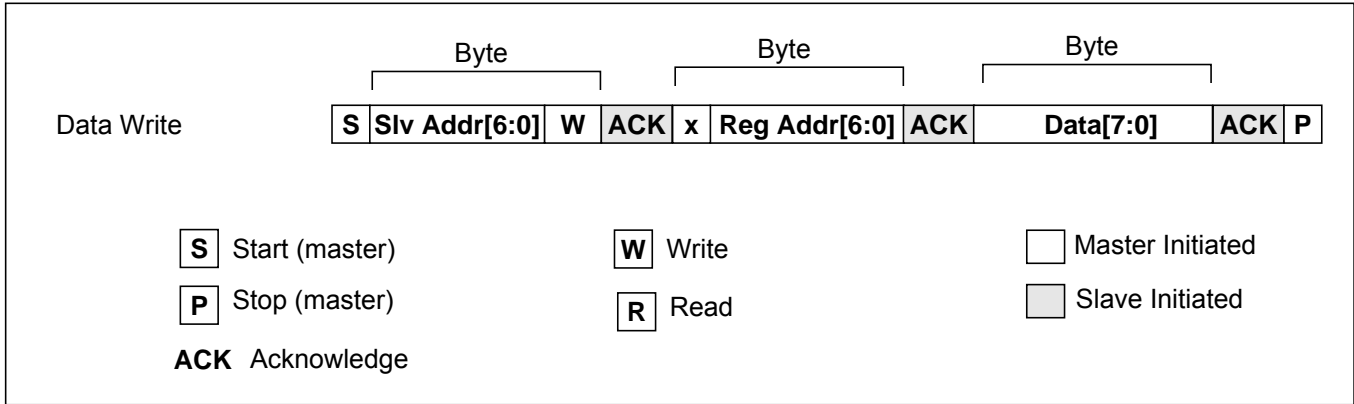 Byte Byte Byte
Data Write S Slv Addr[6:0] W ACK x Reg Addr[6:0] ACK Data[7:0] ACK P
S Start (master) W Write Master Initiated
P Stop (master) R Read Slave Initiated
ACK Acknowledge